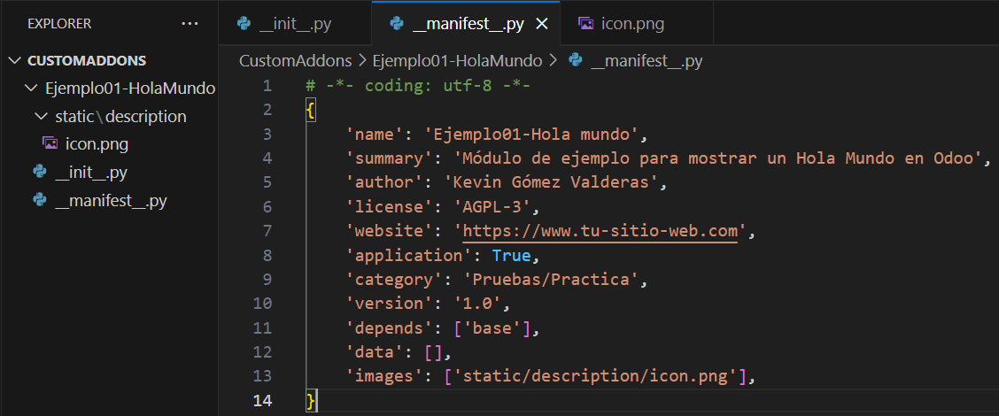 EXPLORER ···
CUSTOMADDONS
Ejemplo01-HolaMundo
static\description
icon.png
__init__.py
__manifest__.py
__init__.py __manifest__.py icon.png
CustomAddons > Ejemplo01-HolaMundo > __manifest__.py
1 # -*- coding: utf-8 -*-
2 {
3 'name': 'Ejemplo01-Hola mundo',
4 'summary': 'Módulo de ejemplo para mostrar un Hola Mundo en Odoo',
5 'author': 'Kevin Gómez Valderas',
6 'license': 'AGPL-3',
7 'website': 'https://www.tu-sitio-web.com',
8 'application': True,
9 'category': 'Pruebas/Practica',
10 'version': '1.0',
11 'depends': ['base'],
12 'data': [],
13 'images': ['static/description/icon.png'],
14 }